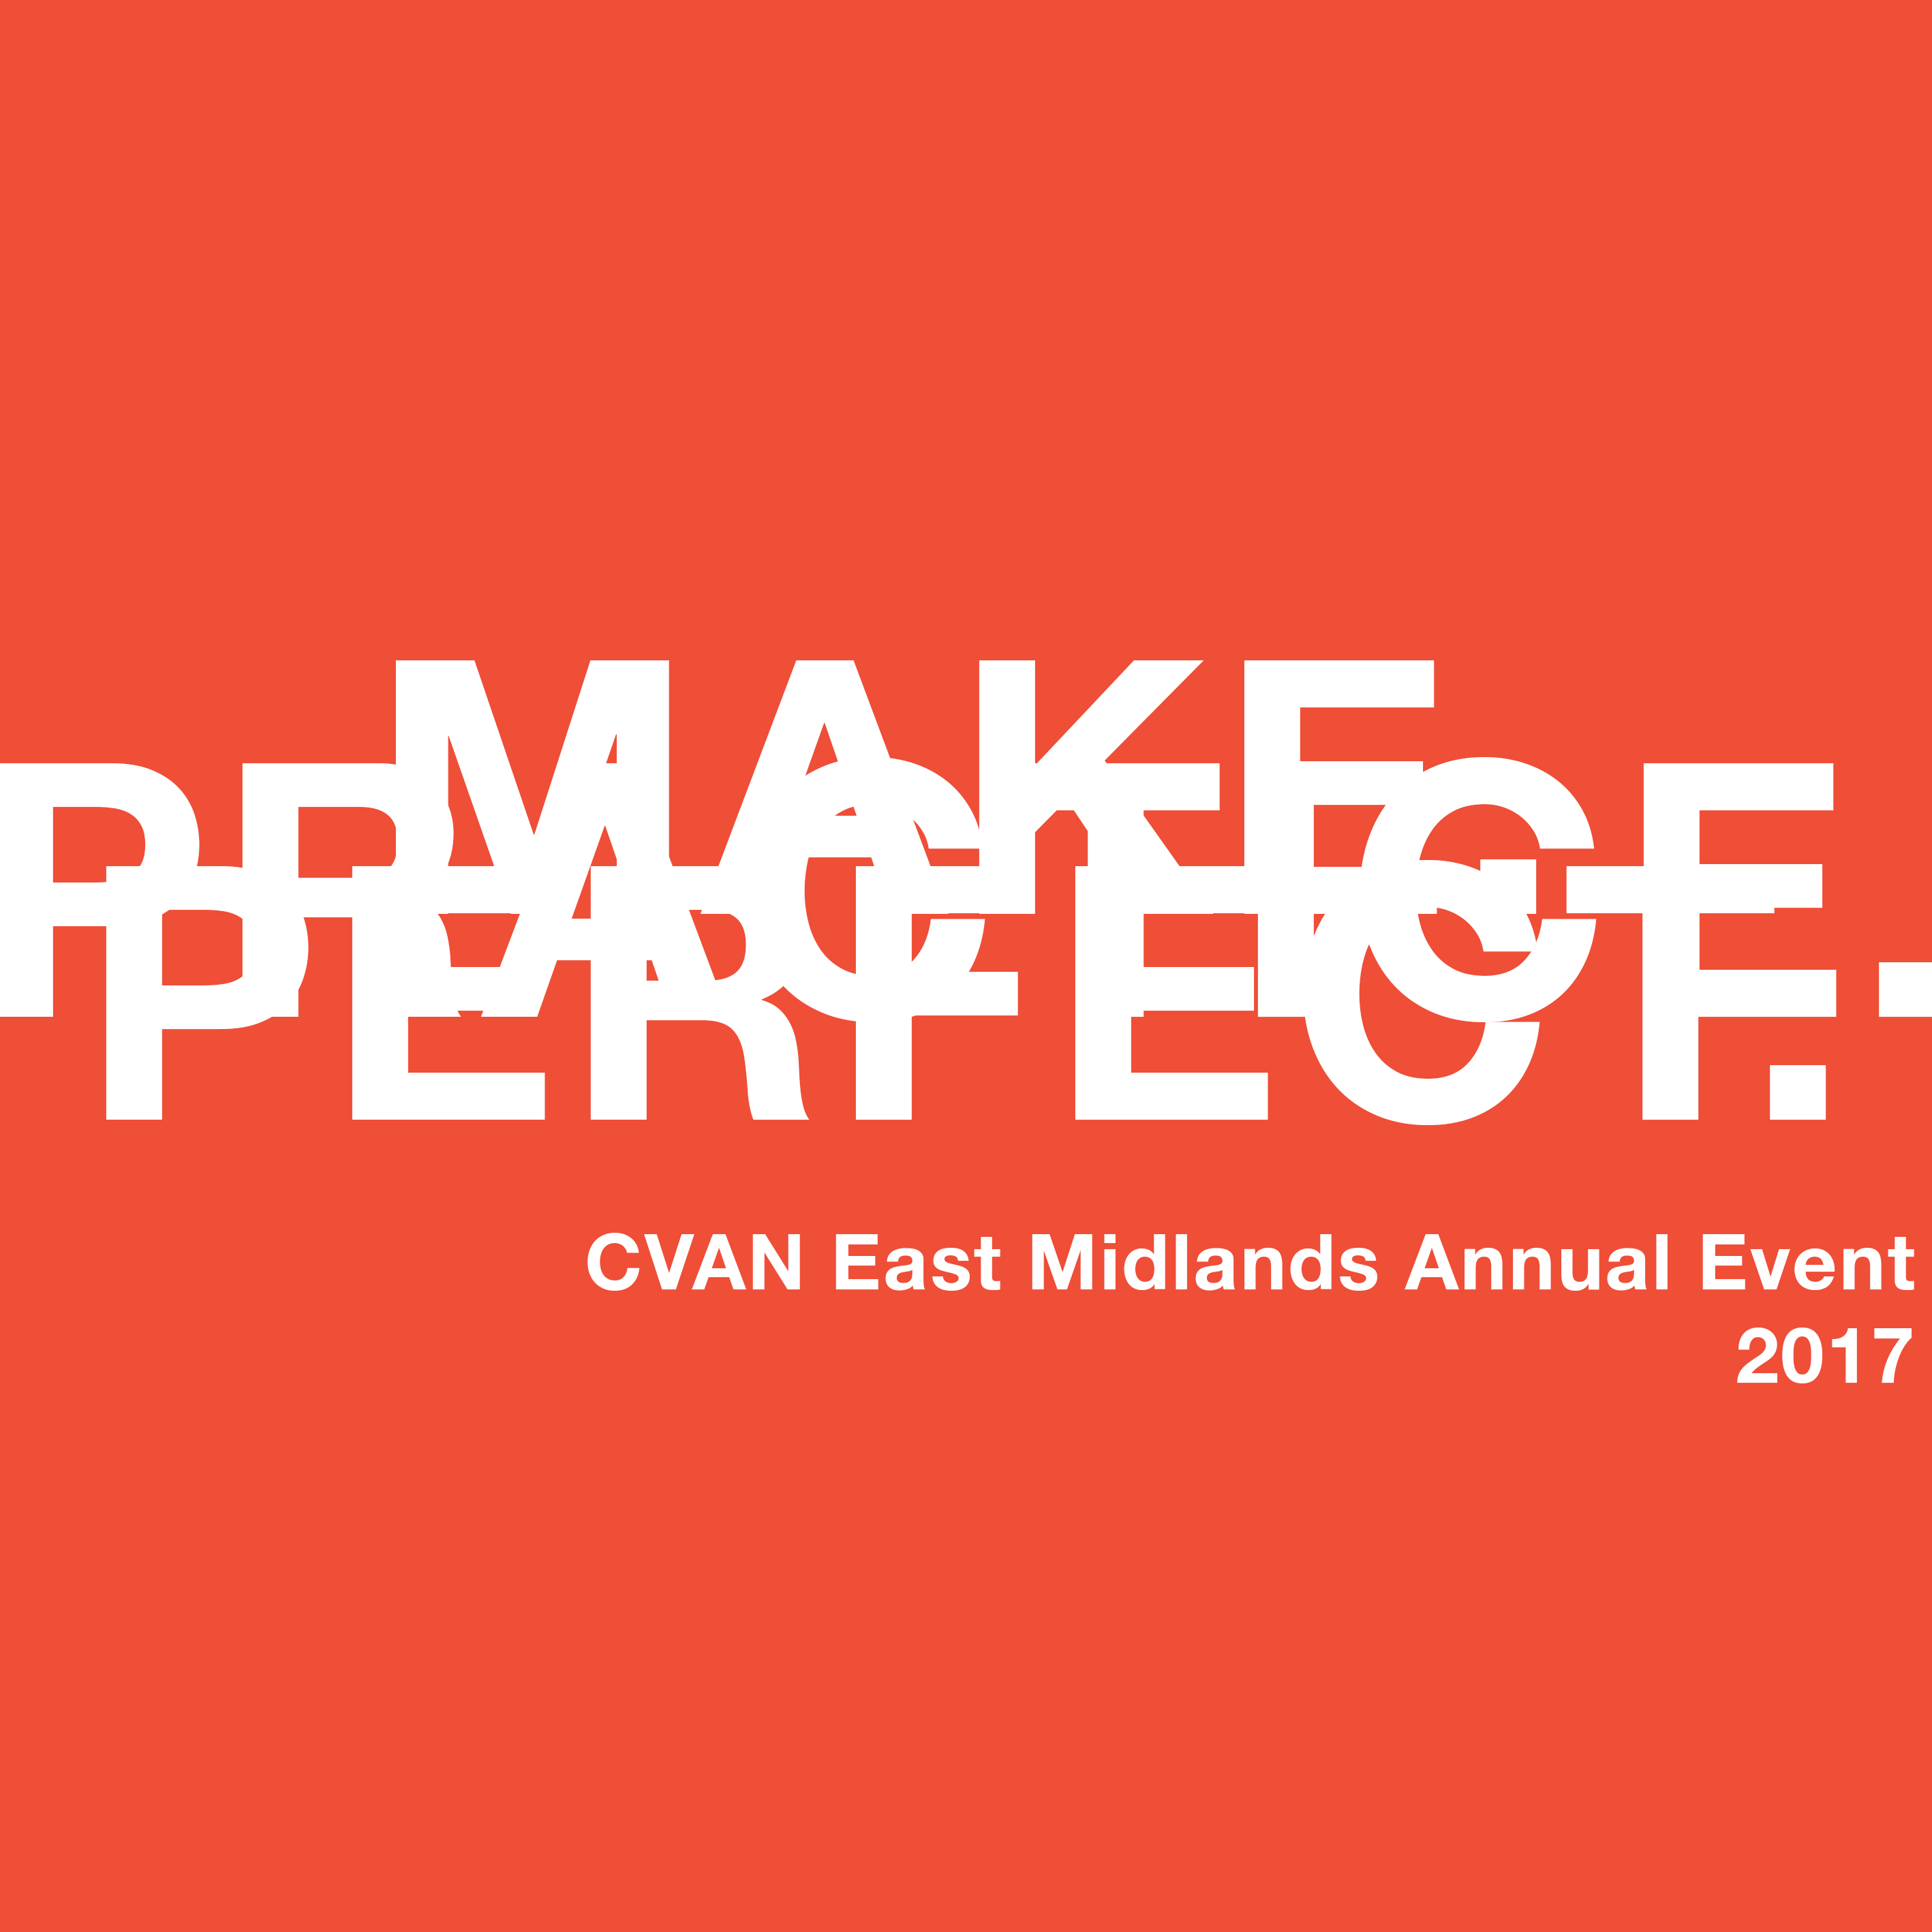 MAKE.
PRACTICE.
PERFECT.
CVAN East Midlands Annual Event
2017